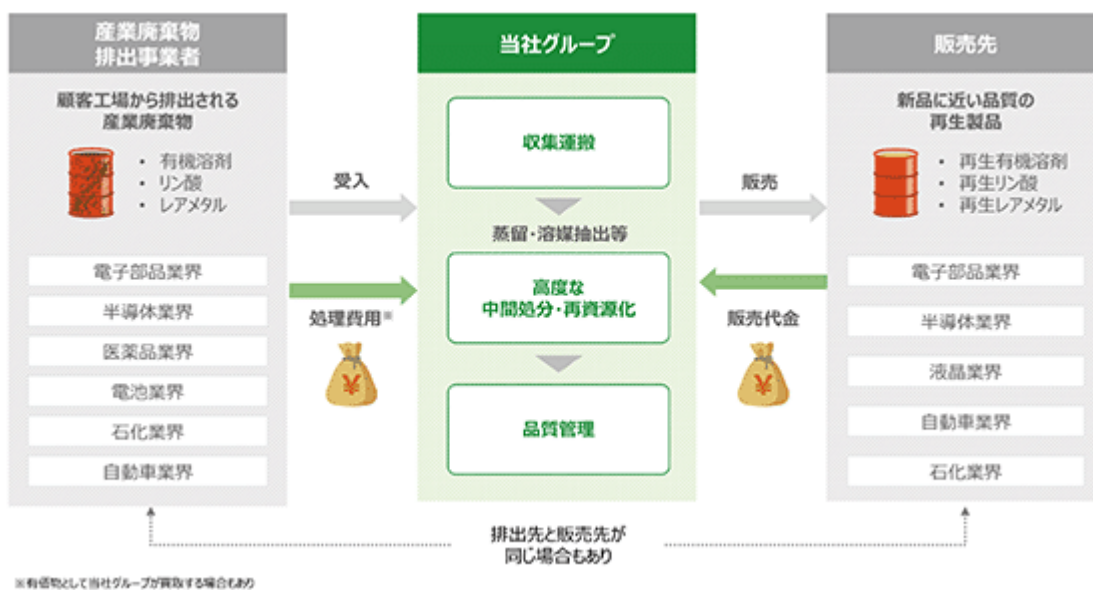 産業廃棄物
排出事業者
顧客工場から排出される
産業廃棄物
• 有機溶剤
• リン酸
• レアメタル
電子部品業界
半導体業界
医薬品業界
電池業界
石化業界
自動車業界
受入
処理費用※
¥
当社グループ
収集運搬
蒸留・溶媒抽出等
高度な
中間処分・再資源化
品質管理
販売
販売代金
¥
販売先
新品に近い品質の
再生製品
• 再生有機溶剤
• 再生リン酸
• 再生レアメタル
電子部品業界
半導体業界
液晶業界
自動車業界
石化業界
排出先と販売先が
同じ場合もあり
※有価物として当社グループが買取する場合もあり